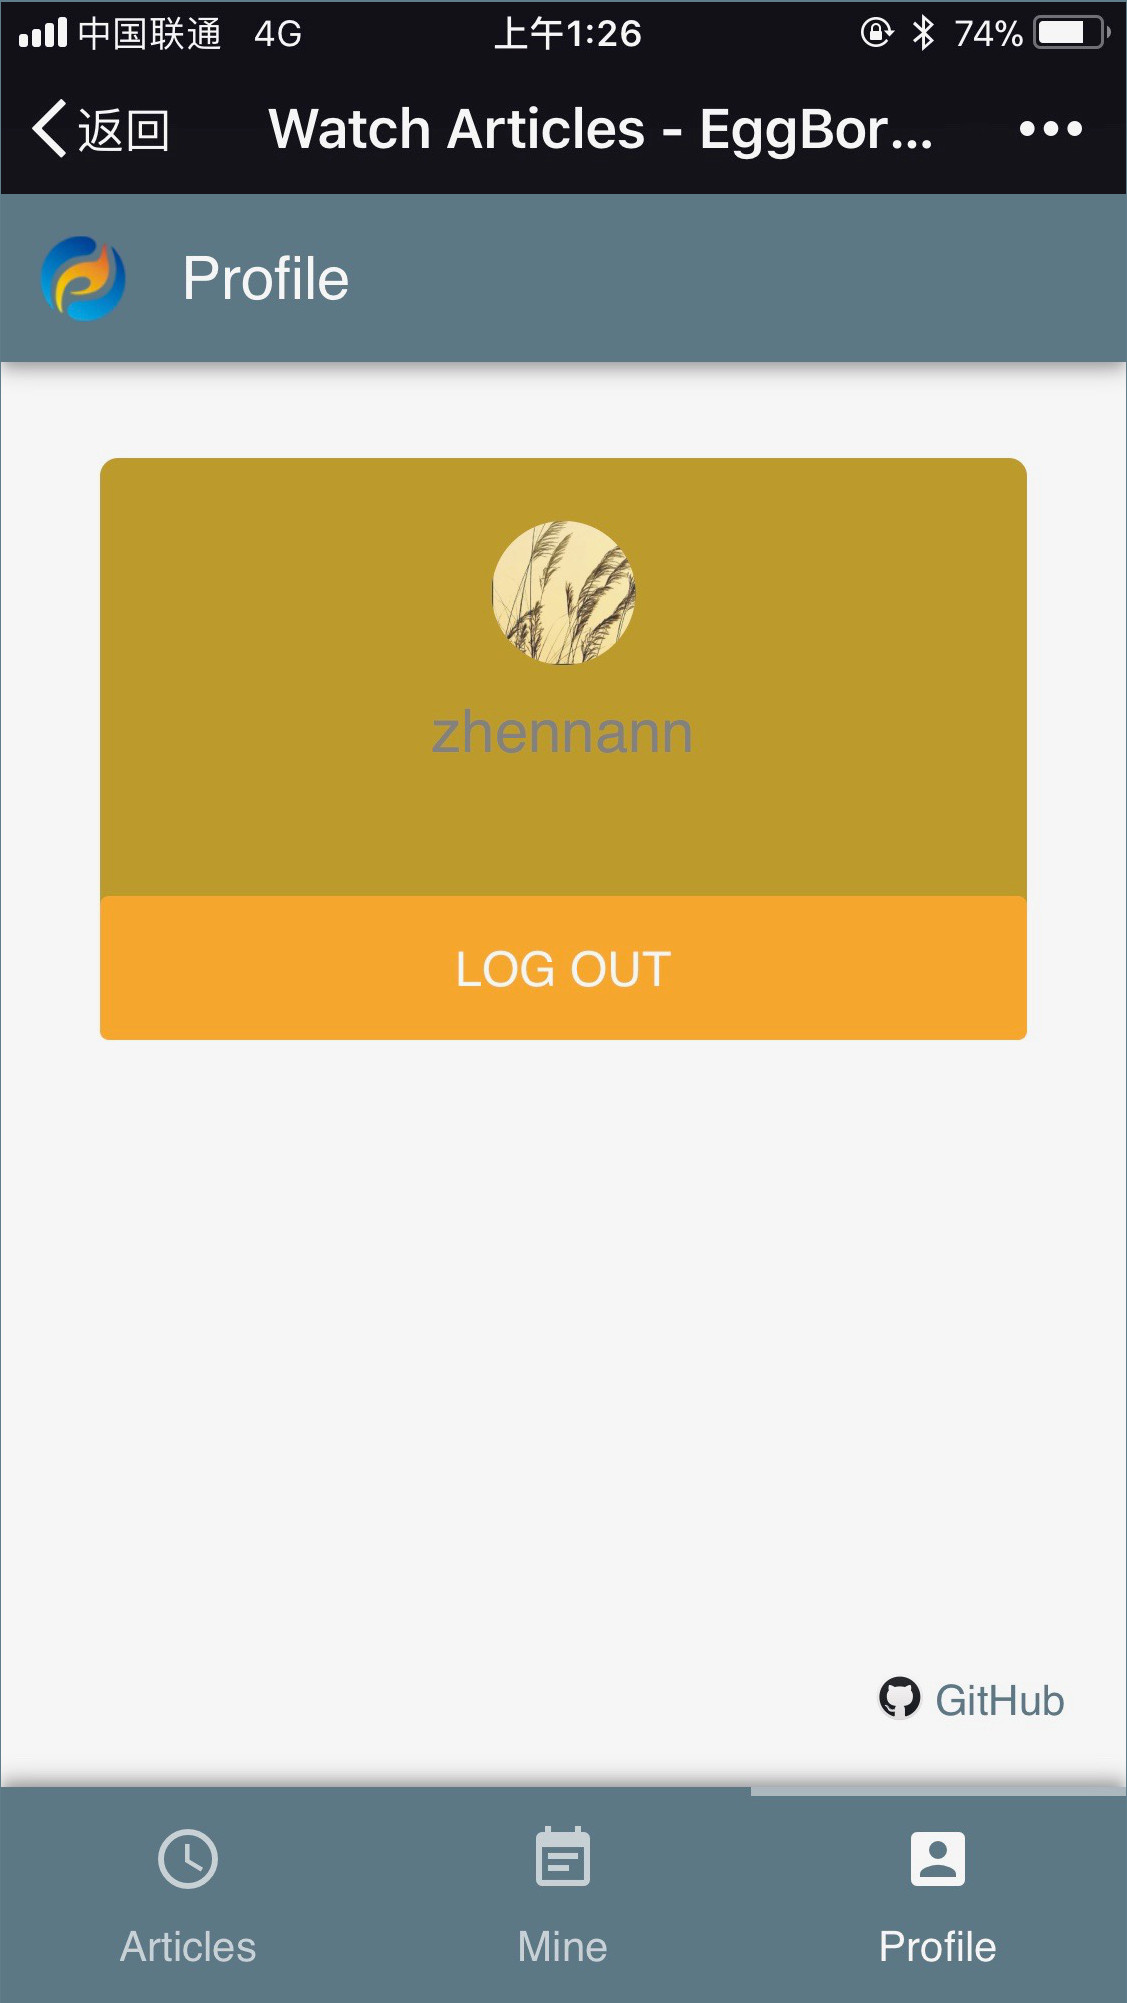 中国联通 4G 上午1:26 74%
返回 Watch Articles - EggBor...
Profile
zhennann
LOG OUT
GitHub
Articles Mine Profile